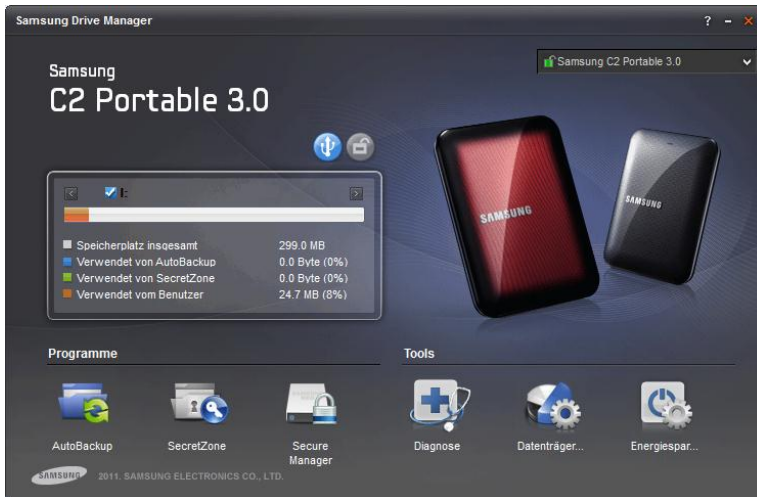 Samsung Drive Manager
Samsung
C2 Portable 3.0
Samsung C2 Portable 3.0
I:
Speicherplatz insgesamt 299.0 MB
Verwendet von AutoBackup 0.0 Byte (0%)
Verwendet von SecretZone 0.0 Byte (0%)
Verwendet vom Benutzer 24.7 MB (8%)
SAMSUNG
SAMSUNG
Programme
Tools
AutoBackup
SecretZone
Secure
Manager
Diagnose
Datenträger...
Energiespar...
SAMSUNG 2011. SAMSUNG ELECTRONICS CO., LTD.